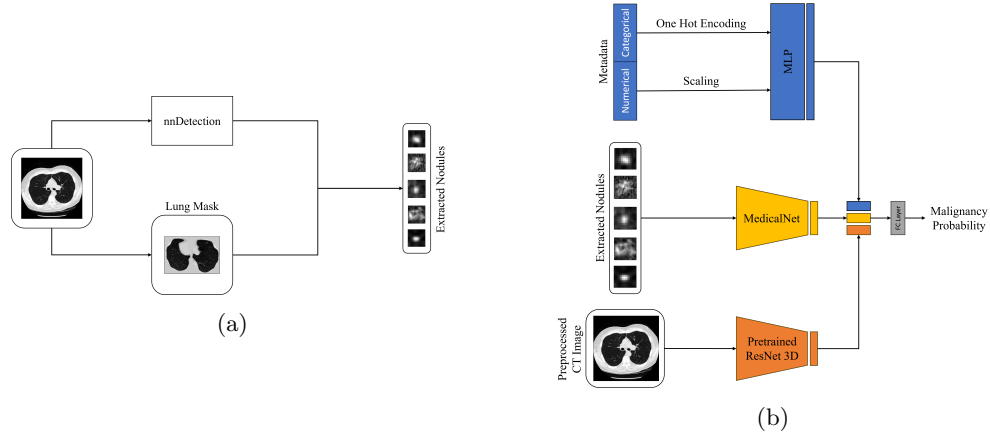 nnDetection
Lung Mask
Extracted Nodules
(a)
Metadata
Categorical
Numerical
One Hot Encoding
Scaling
MLP
Extracted Nodules
MedicalNet
FC-Layer
Malignancy
Probability
Preprocessed
CT Image
Pretrained
ResNet 3D
(b)